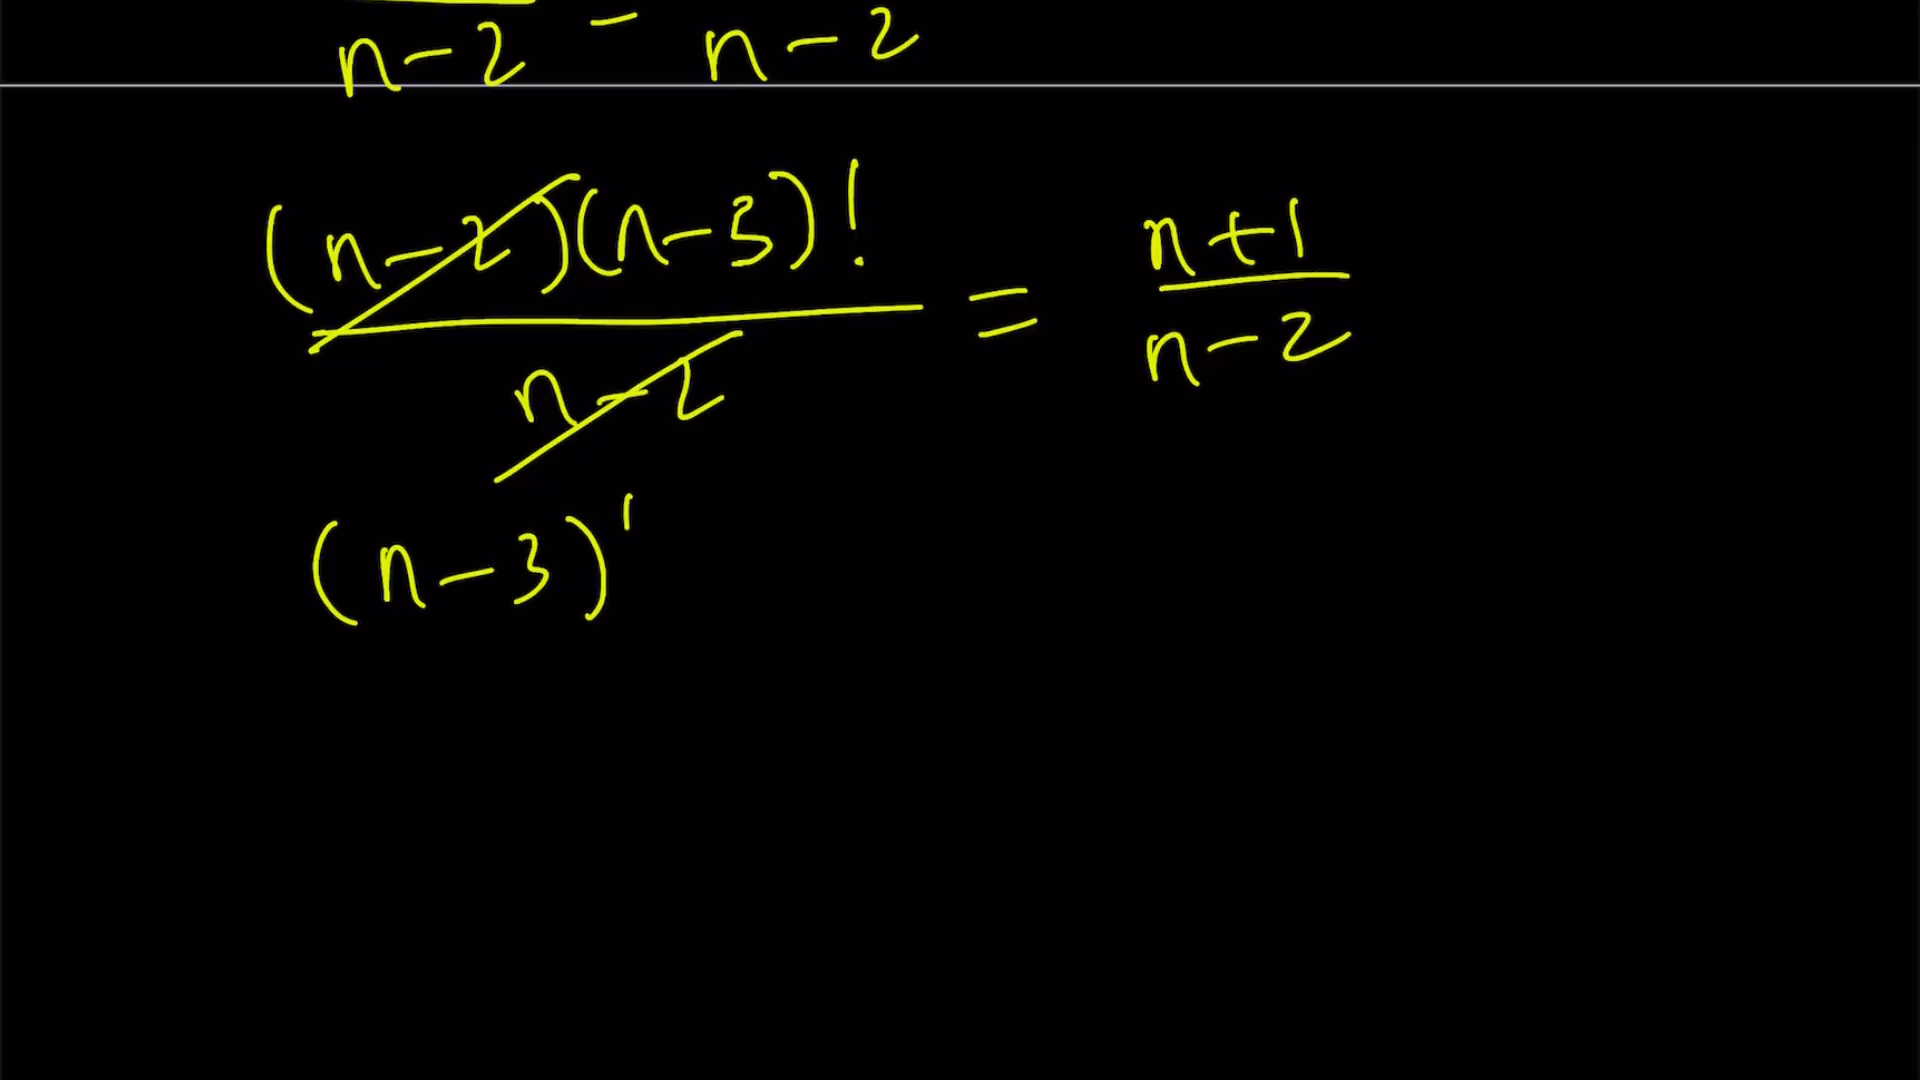 n-2 = n-2
(n-2)(n-3)! / n-2 = n+1 / n-2
(n-3)'